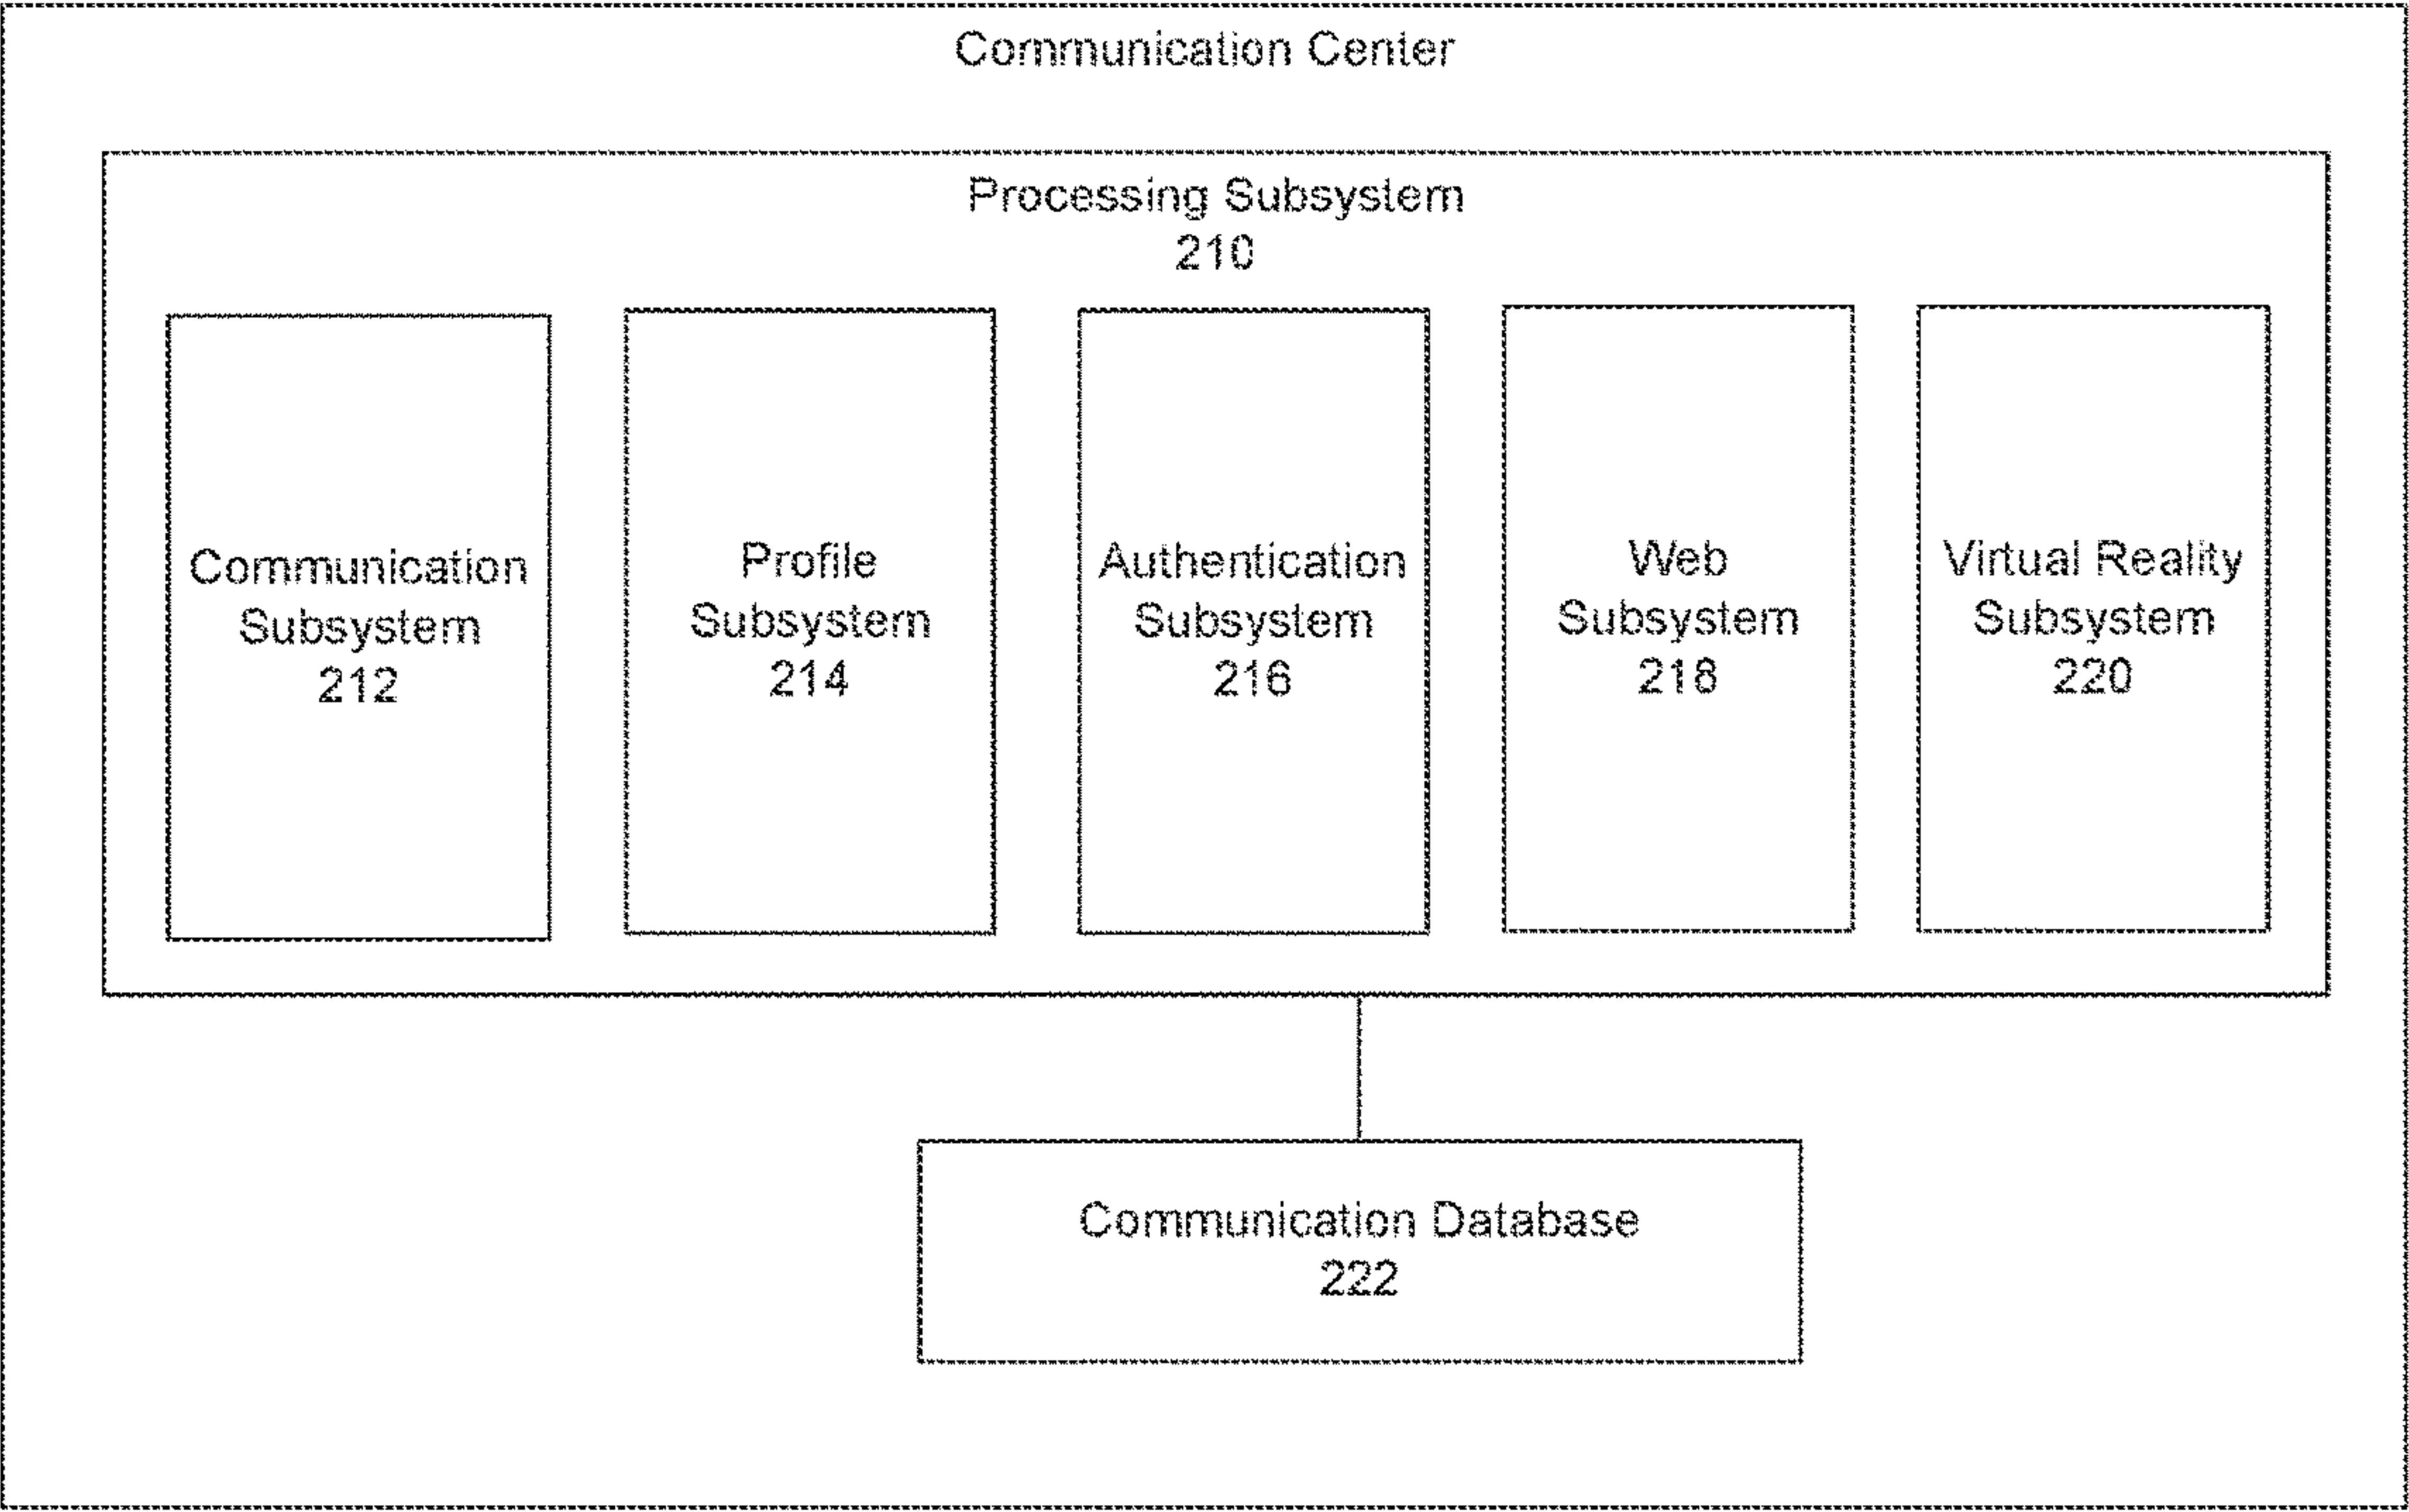 Communication Center
Processing Subsystem
210
Communication
Subsystem
212
Profile
Subsystem
214
Authentication
Subsystem
216
Web
Subsystem
218
Virtual Reality
Subsystem
220
Communication Database
222